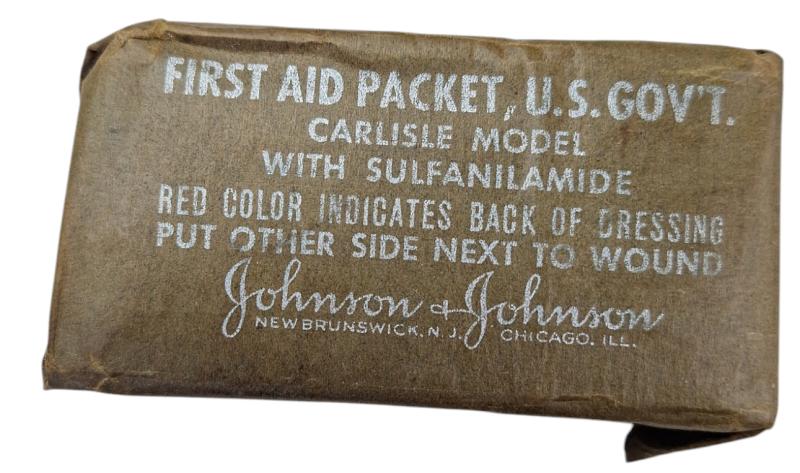 FIRST AID PACKET, U.S. GOV'T.
CARLISLE MODEL
WITH SULFANILAMIDE
RED COLOR INDICATES BACK OF DRESSING
PUT OTHER SIDE NEXT TO WOUND
Johnson & Johnson
NEW BRUNSWICK, N. J. CHICAGO, ILL.